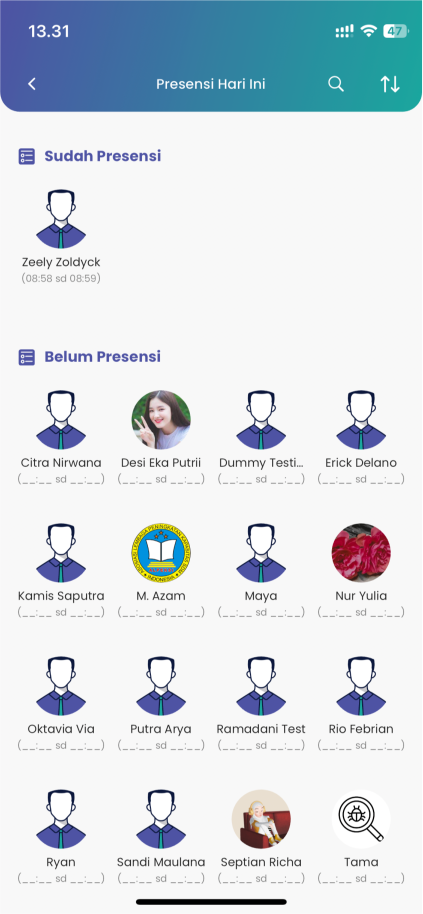 13.31
47
Presensi Hari Ini
Sudah Presensi
Zeely Zoldyck
(08:58 sd 08:59)
Belum Presensi
Citra Nirwana
Desi Eka Putrii
Dummy Testi...
Erick Delano
(__:__ sd __:__)
(__:__ sd __:__)
(__:__ sd __:__)
(__:__ sd __:__)
Kamis Saputra
M. Azam
Maya
Nur Yulia
(__:__ sd __:__)
(__:__ sd __:__)
(__:__ sd __:__)
(__:__ sd __:__)
Oktavia Via
Putra Arya
Ramadani Test
Rio Febrian
(__:__ sd __:__)
(__:__ sd __:__)
(__:__ sd __:__)
(__:__ sd __:__)
Ryan
Sandi Maulana
Septian Richa
Tama
(__:__ sd __:__)
(__:__ sd __:__)
(__:__ sd __:__)
(__:__ sd __:__)